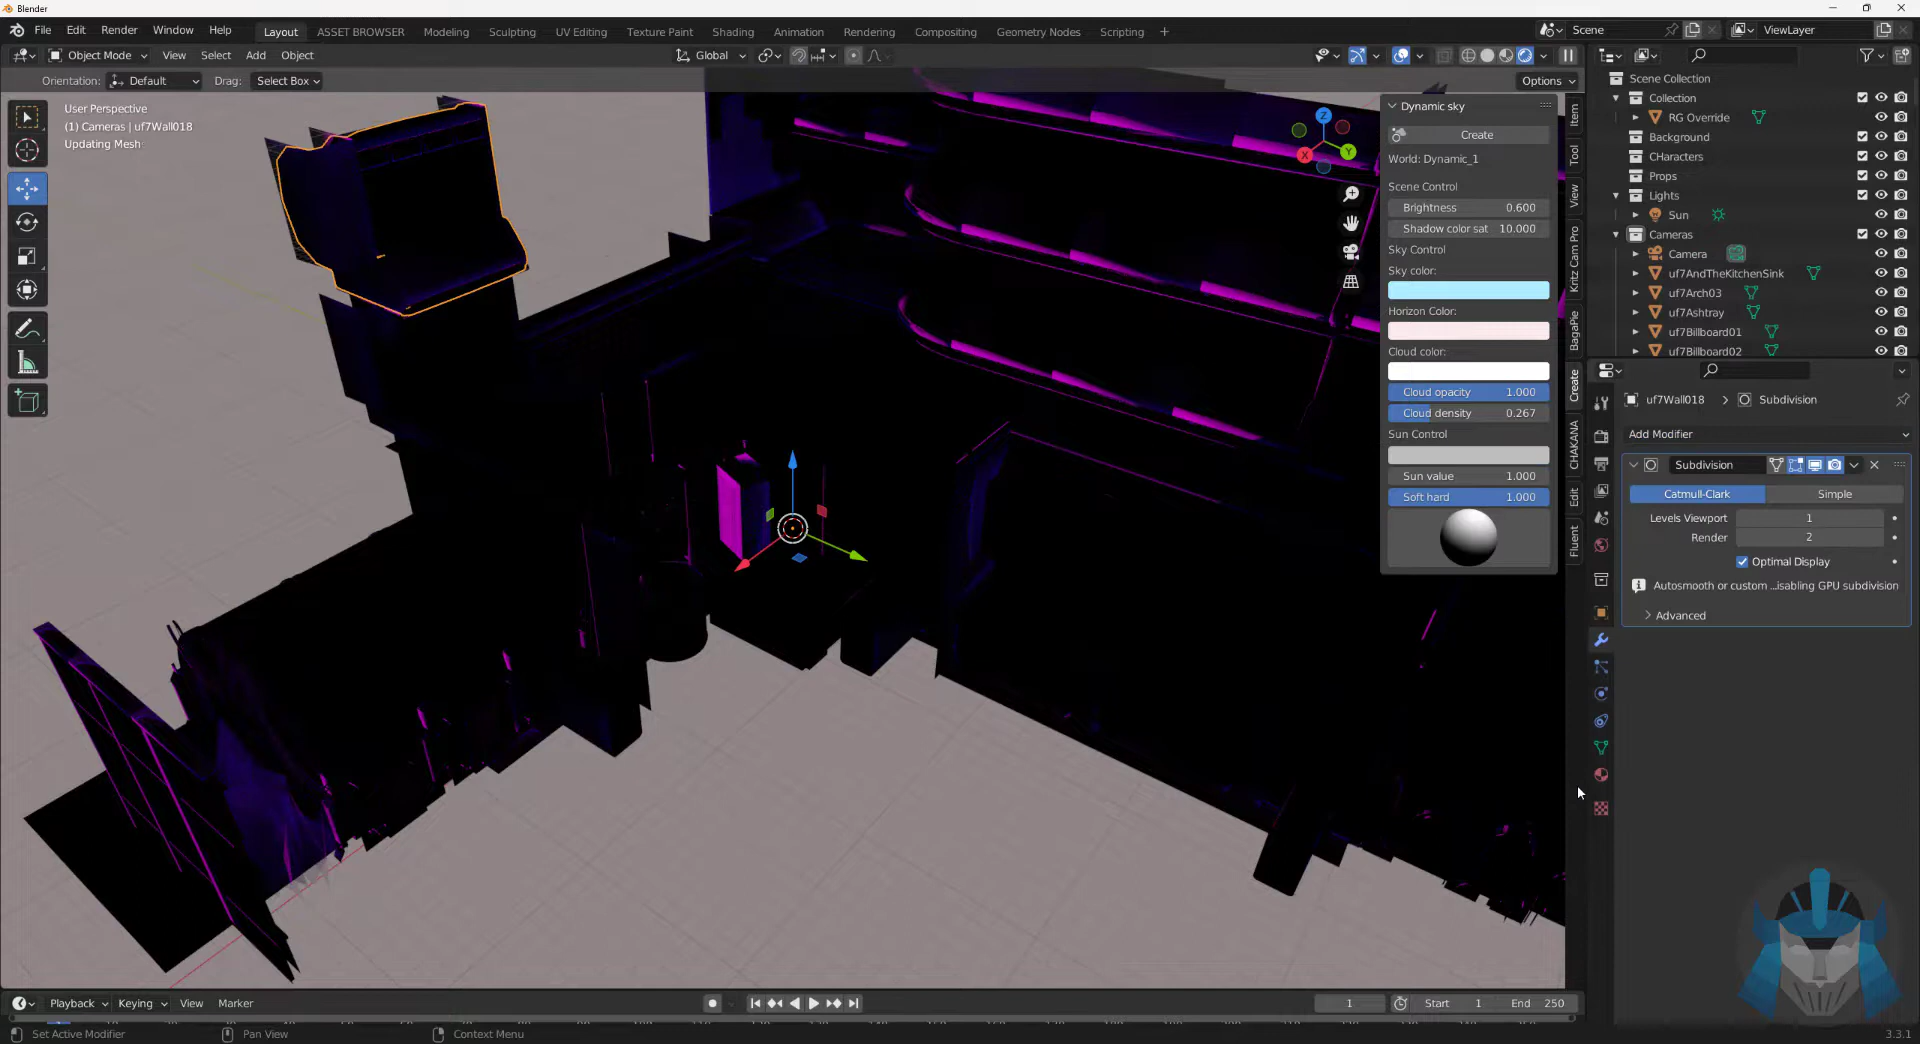 Blender
File Edit Render Window Help Layout ASSET BROWSER Modeling Sculpting UV Editing Texture Paint Shading Animation Rendering Compositing Geometry Nodes Scripting + Scene ViewLayer
Object Mode View Select Add Object Global
Orientation: Default Drag: Select Box Options
User Perspective
(1) Cameras | uf7Wall018
Updating Mesh
X
Y
Z
Dynamic sky
Create
World: Dynamic_1
Scene Control
Brightness 0.600
Shadow color sat 10.000
Sky Control
Sky color:
Horizon Color:
Cloud color:
Cloud opacity 1.000
Cloud density 0.267
Sun Control
Sun value 1.000
Soft hard 1.000
Item
Tool
View
Kritz Cam Pro
BagaPie
Create
CHAKANA
Edit
Fluent
Scene Collection
Collection
RG Override
Background
CHaracters
Props
Lights
Sun
Cameras
Camera
uf7AndTheKitchenSink
uf7Arch03
uf7Ashtray
uf7Billboard01
uf7Billboard02
uf7Wall018 > Subdivision
Add Modifier
Subdivision
Catmull-Clark Simple
Levels Viewport 1
Render 2
Optimal Display
Autosmooth or custom ...isabling GPU subdivision
Advanced
Playback Keying View Marker 1 Start 1 End 250
Set Active Modifier Pan View Context Menu 3.3.1